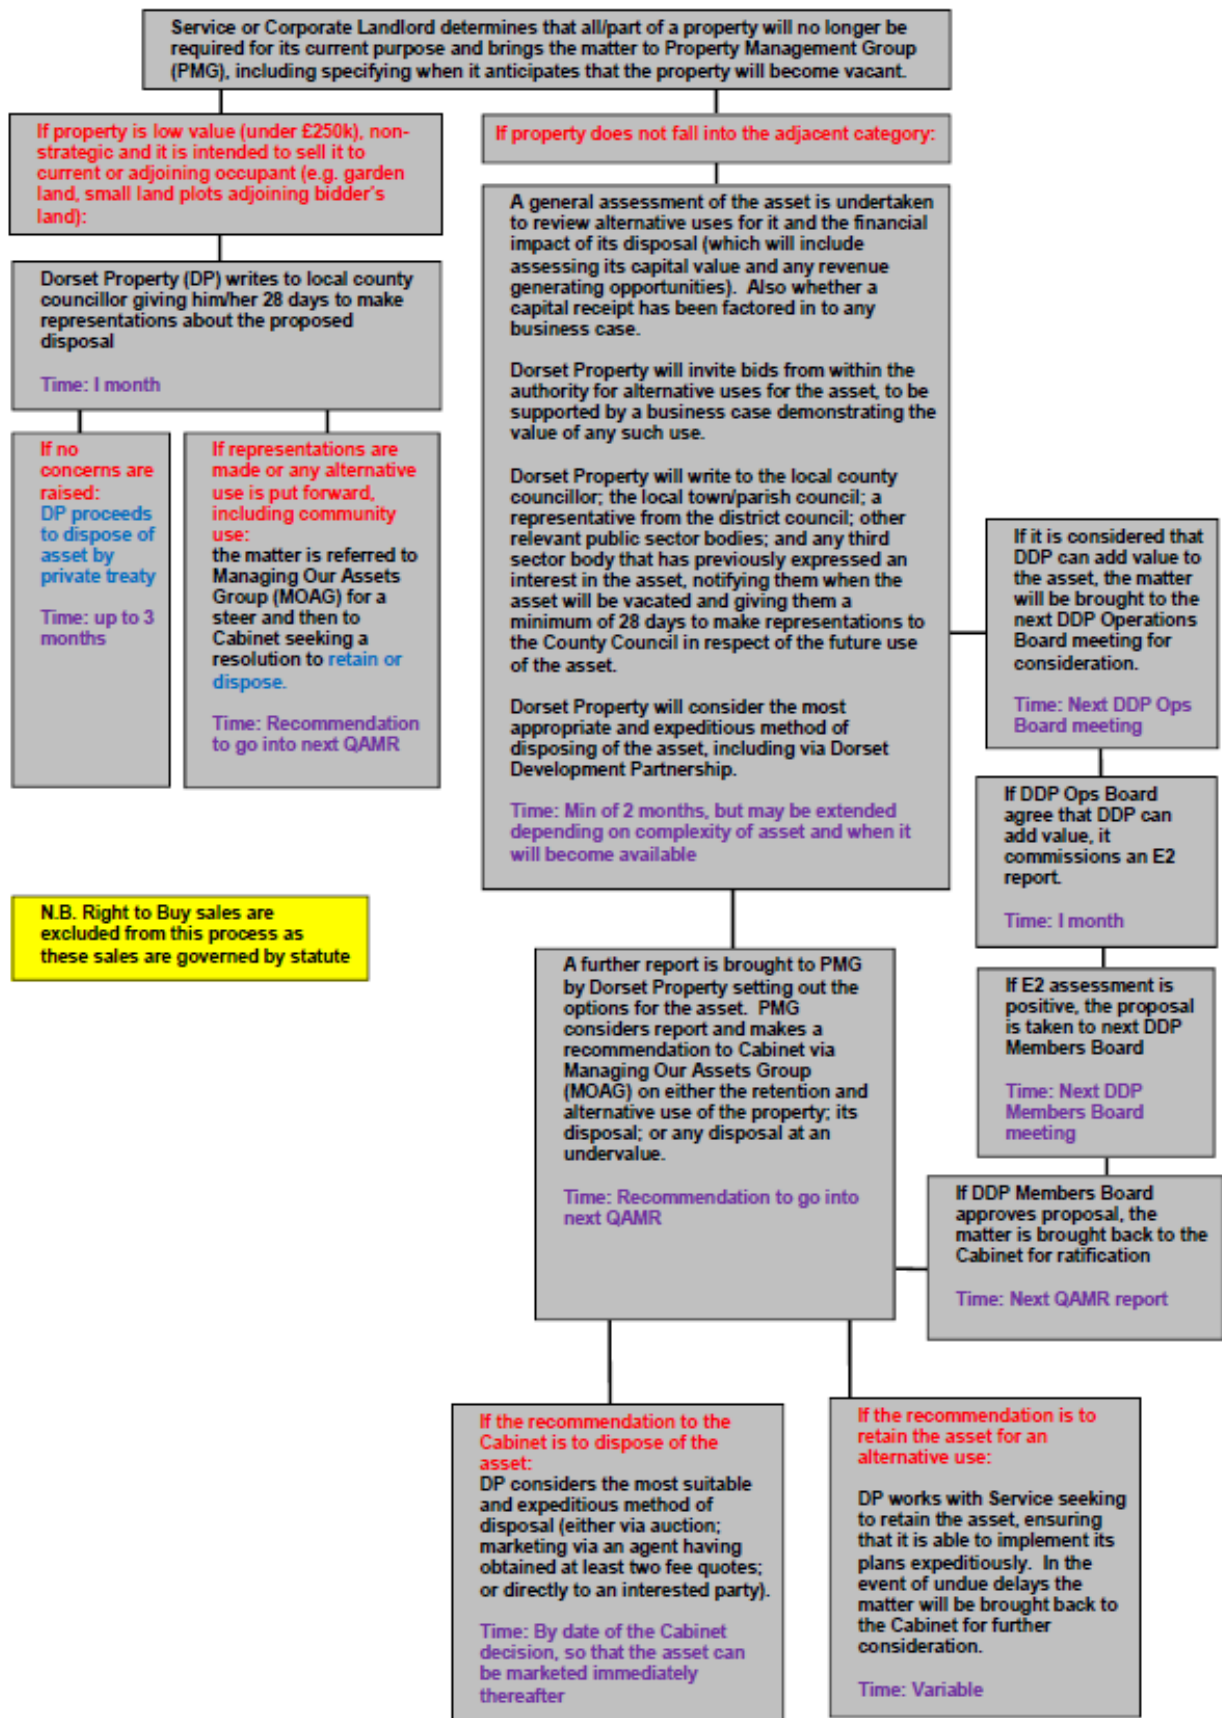 Service or Corporate Landlord determines that all/part of a property will no longer be
required for its current purpose and brings the matter to Property Management Group
(PMG), including specifying when it anticipates that the property will become vacant.
If property is low value (under £250k), non-
strategic and it is intended to sell it to
current or adjoining occupant (e.g. garden
land, small land plots adjoining bidder's
land):
Dorset Property (DP) writes to local county
councillor giving him/her 28 days to make
representations about the proposed
disposal
Time: I month
If no
concerns are
raised:
DP proceeds
to dispose of
asset by
private treaty
Time: up to 3
months
If representations are
made or any alternative
use is put forward,
including community
use:
the matter is referred to
Managing Our Assets
Group (MOAG) for a
steer and then to
Cabinet seeking a
resolution to retain or
dispose.
Time: Recommendation
to go into next QAMR
N.B. Right to Buy sales are
excluded from this process as
these sales are governed by statute
If property does not fall into the adjacent category:
A general assessment of the asset is undertaken
to review alternative uses for it and the financial
impact of its disposal (which will include
assessing its capital value and any revenue
generating opportunities). Also whether a
capital receipt has been factored in to any
business case.
Dorset Property will invite bids from within the
authority for alternative uses for the asset, to be
supported by a business case demonstrating the
value of any such use.
Dorset Property will write to the local county
councillor; the local town/parish council; a
representative from the district council; other
relevant public sector bodies; and any third
sector body that has previously expressed an
interest in the asset, notifying them when the
asset will be vacated and giving them a
minimum of 28 days to make representations to
the County Council in respect of the future use
of the asset.
Dorset Property will consider the most
appropriate and expeditious method of
disposing of the asset, including via Dorset
Development Partnership.
Time: Min of 2 months, but may be extended
depending on complexity of asset and when it
will become available
If it is considered that
DDP can add value to
the asset, the matter
will be brought to the
next DDP Operations
Board meeting for
consideration.
Time: Next DDP Ops
Board meeting
If DDP Ops Board
agree that DDP can
add value, it
commissions an E2
report.
Time: I month
If E2 assessment is
positive, the proposal
is taken to next DDP
Members Board
Time: Next DDP
Members Board
meeting
If DDP Members Board
approves proposal, the
matter is brought back to the
Cabinet for ratification
Time: Next QAMR report
A further report is brought to PMG
by Dorset Property setting out the
options for the asset. PMG
considers report and makes a
recommendation to Cabinet via
Managing Our Assets Group
(MOAG) on either the retention and
alternative use of the property; its
disposal; or any disposal at an
undervalue.
Time: Recommendation to go into
next QAMR
If the recommendation to the
Cabinet is to dispose of the
asset:
DP considers the most suitable
and expeditious method of
disposal (either via auction;
marketing via an agent having
obtained at least two fee quotes;
or directly to an interested party).
Time: By date of the Cabinet
decision, so that the asset can
be marketed immediately
thereafter
If the recommendation is to
retain the asset for an
alternative use:
DP works with Service seeking
to retain the asset, ensuring
that it is able to implement its
plans expeditiously. In the
event of undue delays the
matter will be brought back to
the Cabinet for further
consideration.
Time: Variable